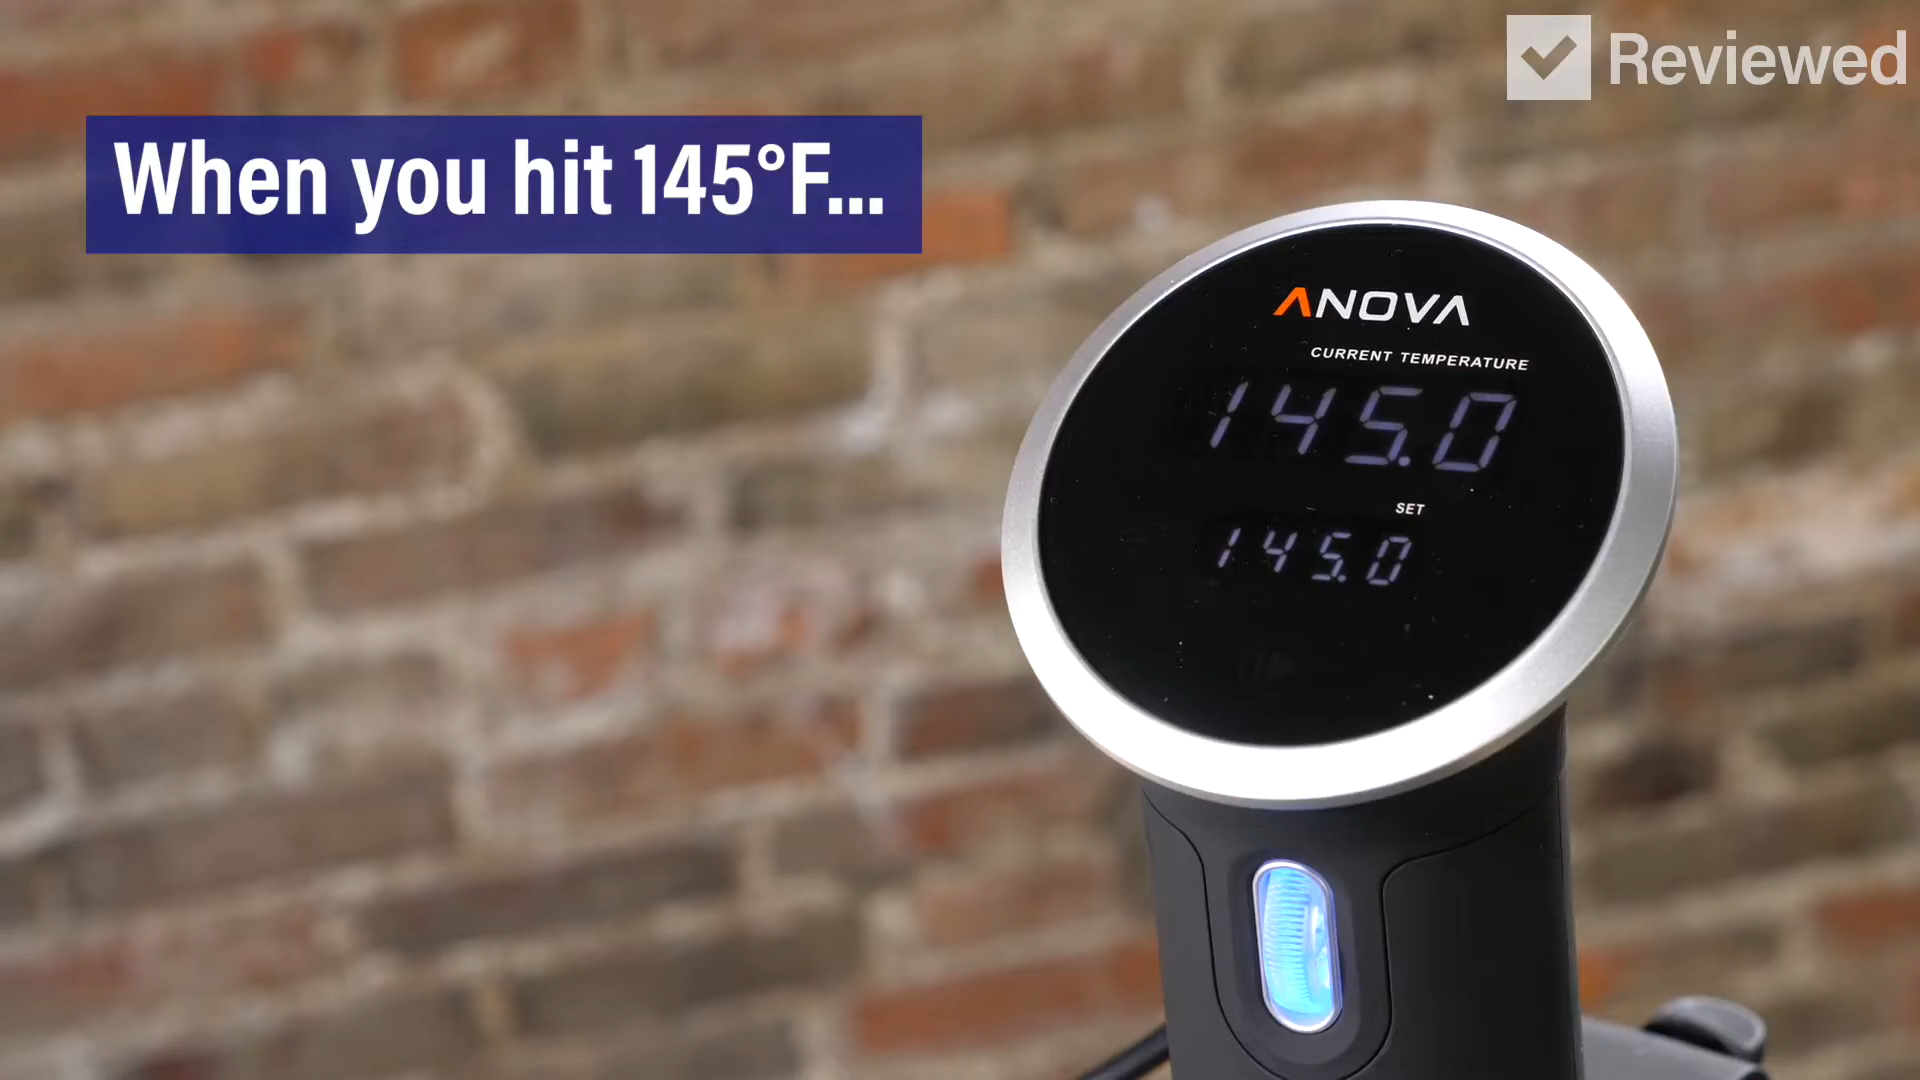 Reviewed
When you hit 145°F...
ANOVA
CURRENT TEMPERATURE
145.0
SET
145.0